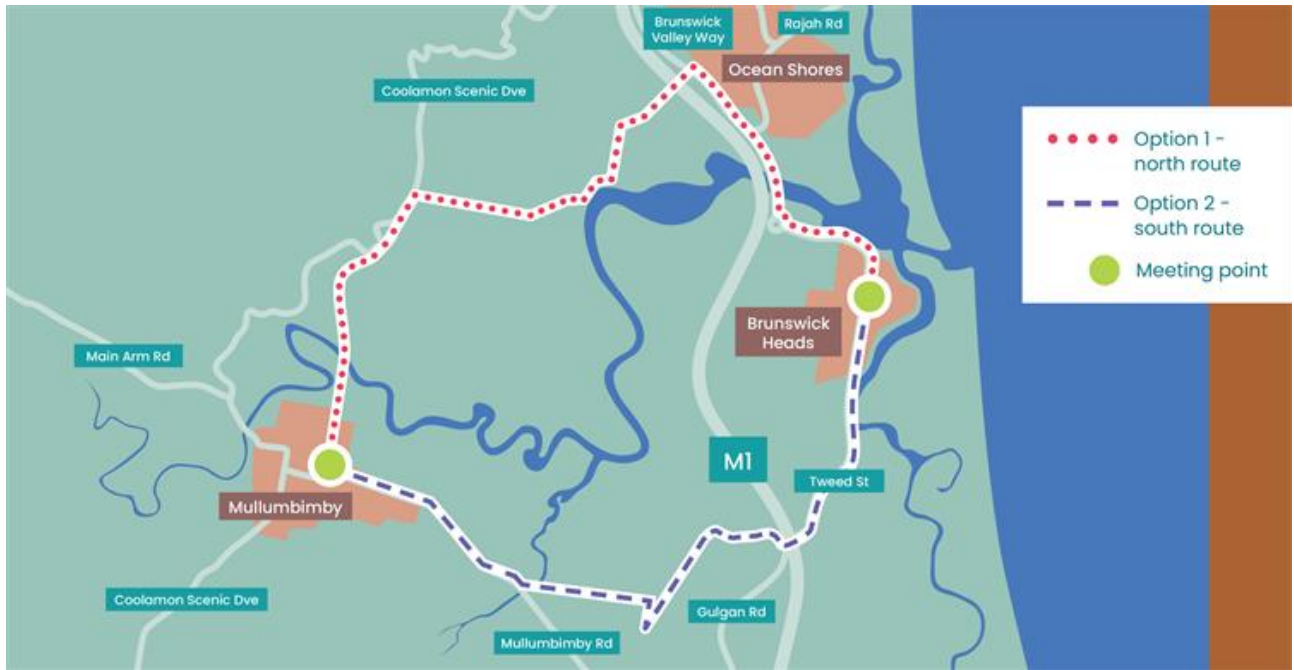 Brunswick
Valley Way
Rajah Rd
Ocean Shores
Coolamon Scenic Dve
Option 1 -
north route
Option 2 -
south route
Meeting point
Brunswick
Heads
Main Arm Rd
M1
Tweed St
Mullumbimby
Coolamon Scenic Dve
Gulgan Rd
Mullumbimby Rd